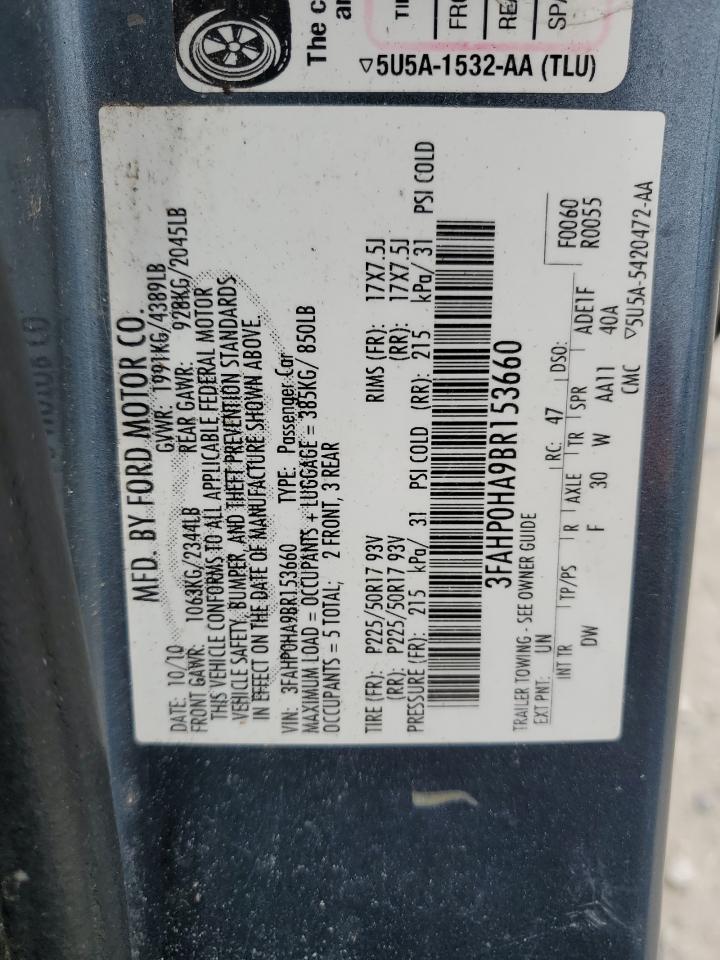 The c
an
TI
FRO
REA
SPA
▽5U5A-1532-AA (TLU)
MFD. BY FORD MOTOR CO.
DATE: 10/10 GVWR: 1991KG/4389LB
FRONT GAWR: 1063KG/2344LB REAR GAWR: 928KG/2045LB
THIS VEHICLE CONFORMS TO ALL APPLICABLE FEDERAL MOTOR
VEHICLE SAFETY, BUMPER, AND THEFT PREVENTION STANDARDS
IN EFFECT ON THE DATE OF MANUFACTURE SHOWN ABOVE.
VIN: 3FAHP0HA9BR153660 TYPE: Passenger Car
MAXIMUM LOAD = OCCUPANTS + LUGGAGE = 385KG/ 850LB
OCCUPANTS = 5 TOTAL; 2 FRONT, 3 REAR
TIRE (FR): P225/50R17 93V RIMS (FR): 17X7.5J
(RR): P225/50R17 93V (RR): 17X7.5J
PRESSURE (FR): 215 kPa/ 31 PSI COLD (RR): 215 kPa/ 31 PSI COLD
3FAHP0HA9BR153660
TRAILER TOWING - SEE OWNER GUIDE
EXT PNT: UN RC: 47 DSO: F0060
R0055
INT TR TP/PS R AXLE TR SPR ADE1F
DW F 30 W AA11 40A
CMC ▽5U5A-5420472-AA